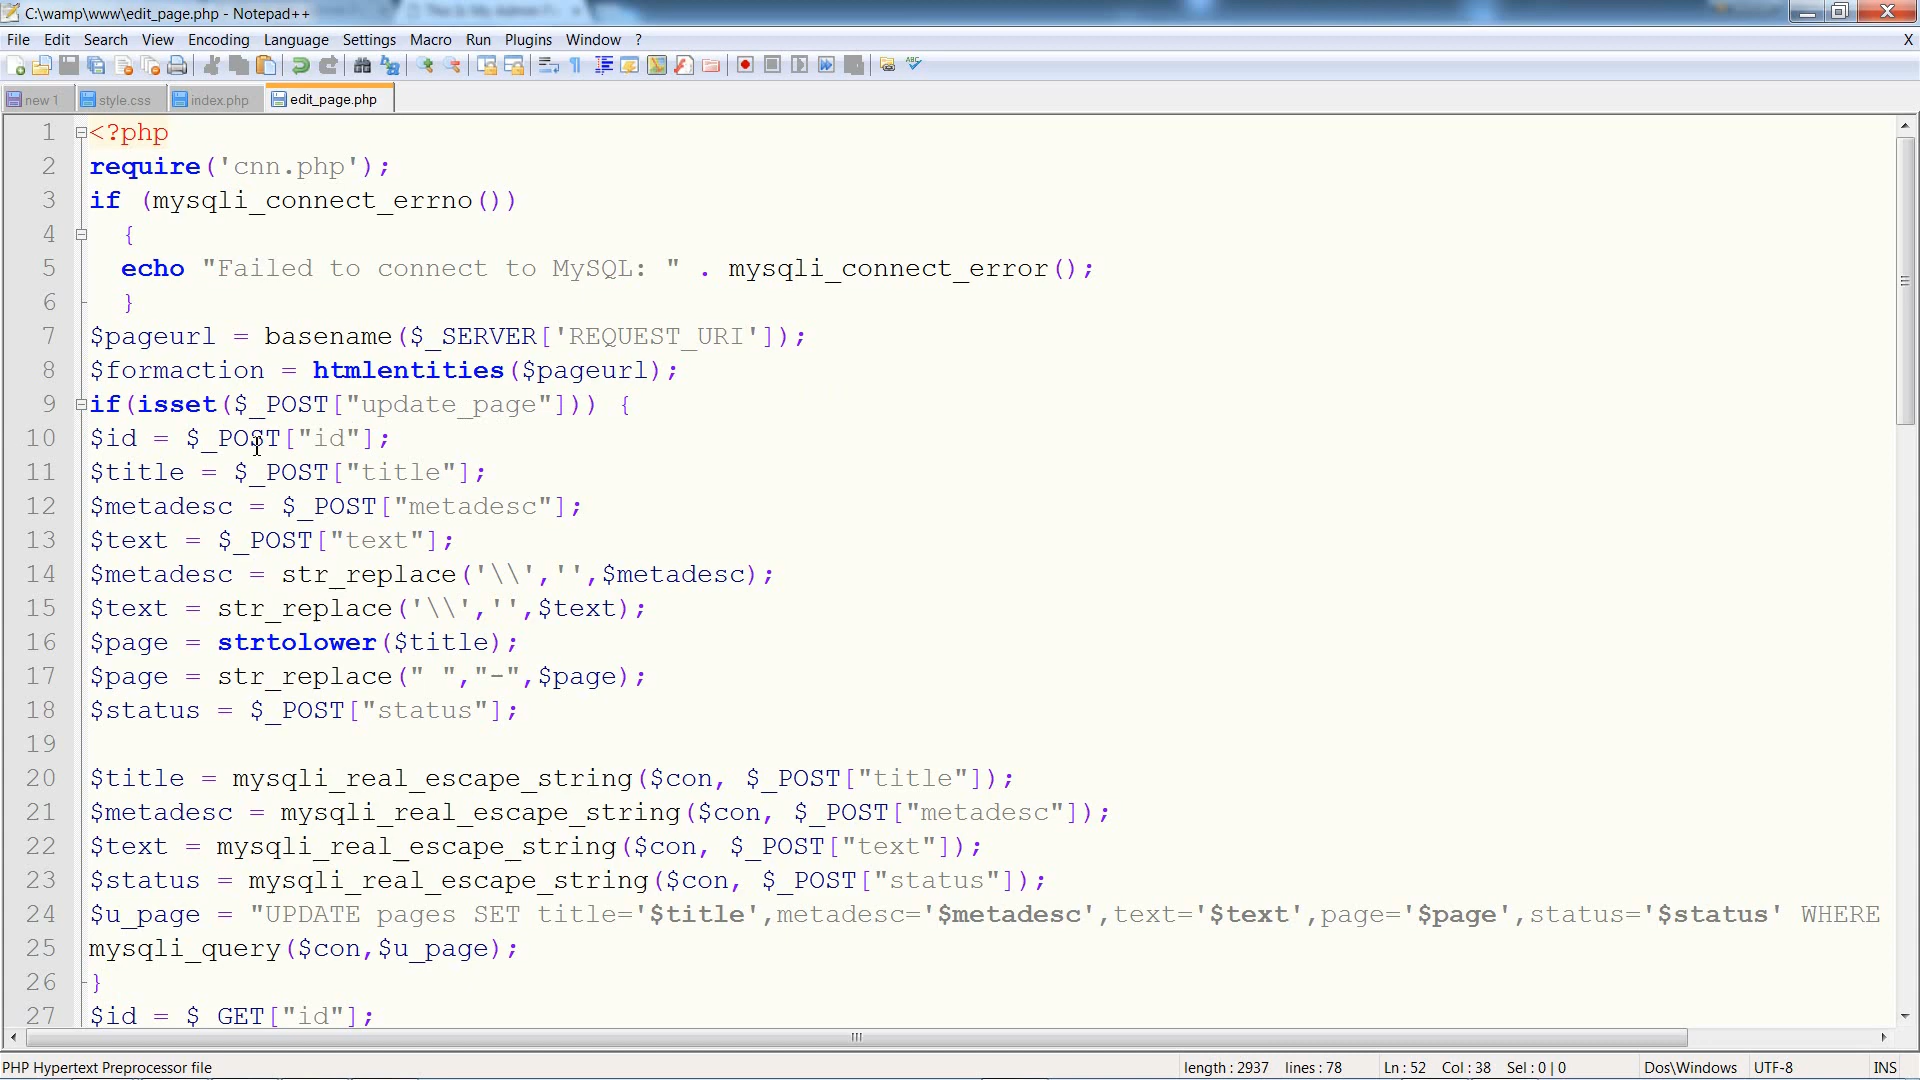 C:\wamp\www\edit_page.php - Notepad++
File Edit Search View Encoding Language Settings Macro Run Plugins Window ? X
new 1 style.css index.php edit_page.php
1 <?php
2 require('cnn.php');
3 if (mysqli_connect_errno())
4 {
5 echo "Failed to connect to MySQL: " . mysqli_connect_error();
6 }
7 $pageurl = basename($_SERVER['REQUEST_URI']);
8 $formaction = htmlentities($pageurl);
9 if(isset($_POST["update_page"])) {
10 $id = $_POST["id"];
11 $title = $_POST["title"];
12 $metadesc = $_POST["metadesc"];
13 $text = $_POST["text"];
14 $metadesc = str_replace('\\','',$metadesc);
15 $text = str_replace('\\','',$text);
16 $page = strtolower($title);
17 $page = str_replace(" ","-",$page);
18 $status = $_POST["status"];
19
20 $title = mysqli_real_escape_string($con, $_POST["title"]);
21 $metadesc = mysqli_real_escape_string($con, $_POST["metadesc"]);
22 $text = mysqli_real_escape_string($con, $_POST["text"]);
23 $status = mysqli_real_escape_string($con, $_POST["status"]);
24 $u_page = "UPDATE pages SET title='$title',metadesc='$metadesc',text='$text',page='$page',status='$status' WHERE
25 mysqli_query($con,$u_page);
26 }
27 $id = $_GET["id"];
PHP Hypertext Preprocessor file length : 2937 lines : 78 Ln : 52 Col : 38 Sel : 0 | 0 Dos\Windows UTF-8 INS